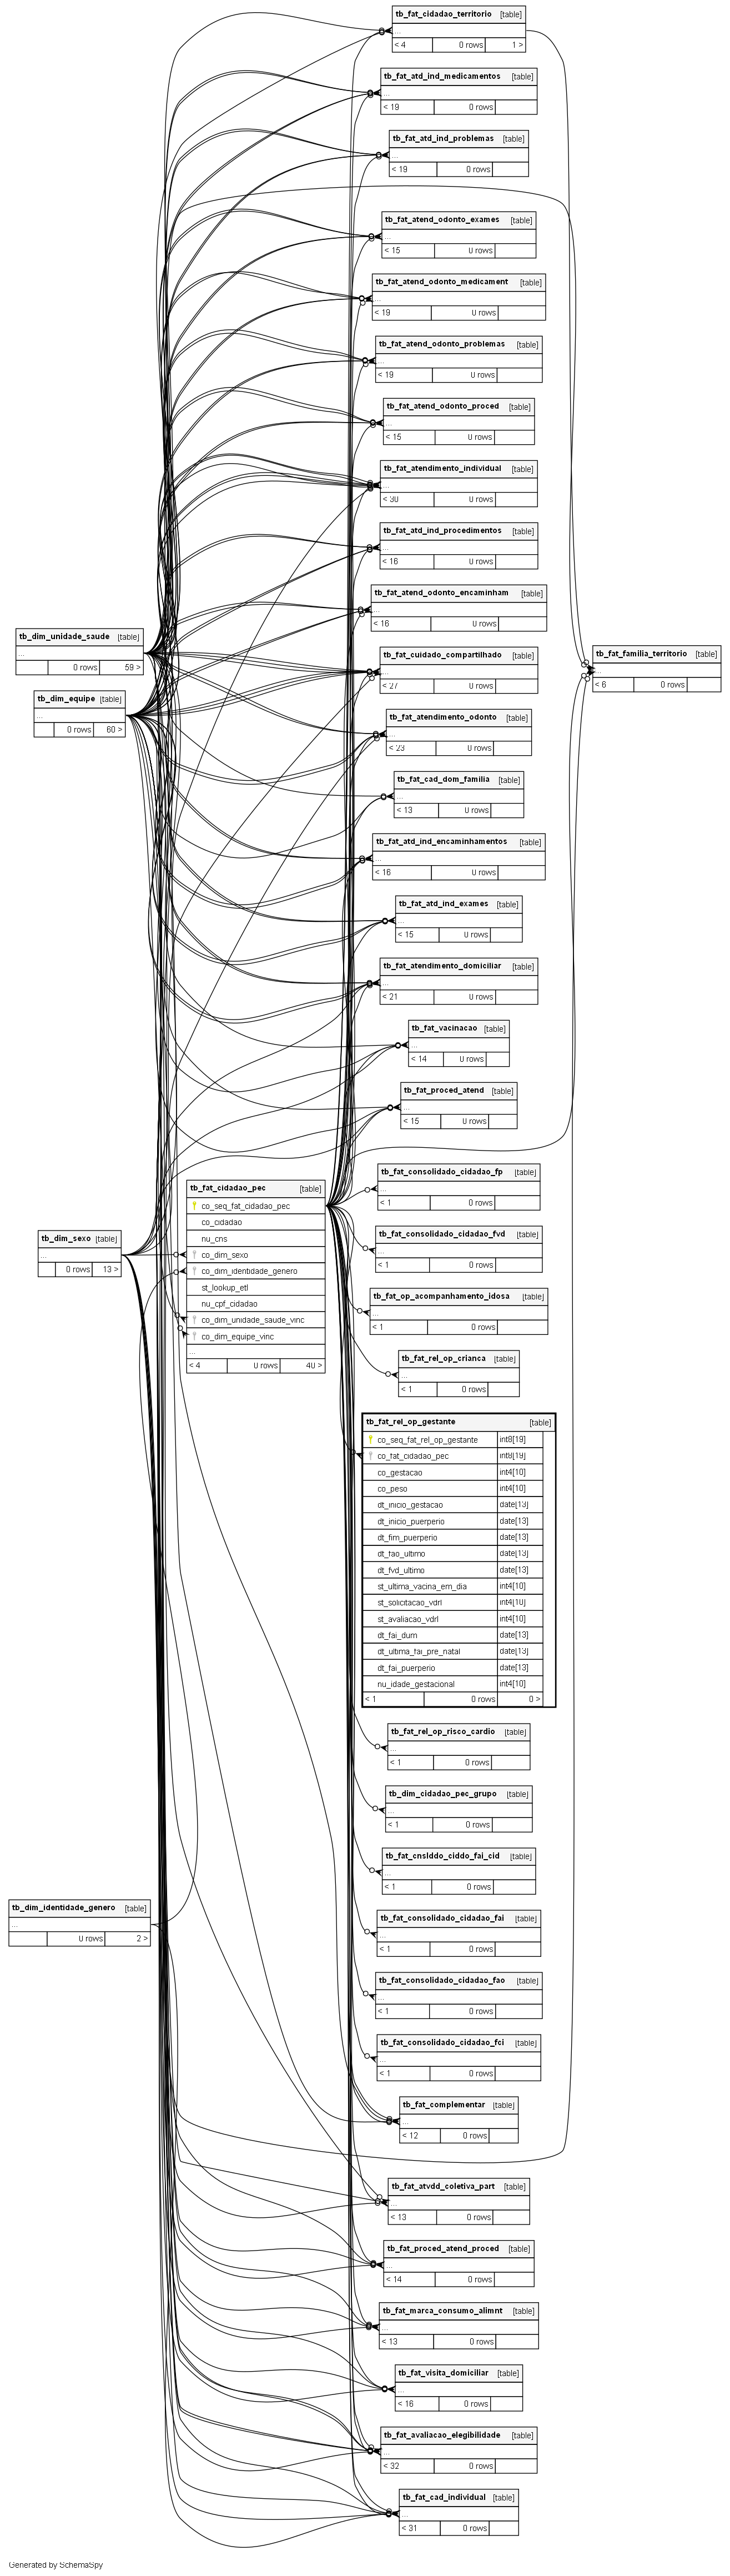 tb_fat_cidadao_territorio [table]
...
< 4 0 rows 1 >
tb_fat_atd_ind_medicamentos [table]
...
< 19 0 rows
tb_fat_atd_ind_problemas [table]
...
< 19 0 rows
tb_fat_atend_odonto_exames [table]
...
< 15 0 rows
tb_fat_atend_odonto_medicament [table]
...
< 19 0 rows
tb_fat_atend_odonto_problemas [table]
...
< 19 0 rows
tb_fat_atend_odonto_proced [table]
...
< 15 0 rows
tb_fat_atendimento_individual [table]
...
< 30 0 rows
tb_fat_atd_ind_procedimentos [table]
...
< 16 0 rows
tb_fat_atend_odonto_encaminham [table]
...
< 16 0 rows
tb_dim_unidade_saude [table]
...
0 rows 59 >
tb_fat_cuidado_compartilhado [table]
...
< 27 0 rows
tb_fat_familia_territorio [table]
...
< 6 0 rows
tb_dim_equipe [table]
...
0 rows 60 >
tb_fat_atendimento_odonto [table]
...
< 23 0 rows
tb_fat_cad_dom_familia [table]
...
< 13 0 rows
tb_fat_atd_ind_encaminhamentos [table]
...
< 16 0 rows
tb_fat_atd_ind_exames [table]
...
< 15 0 rows
tb_fat_atendimento_domiciliar [table]
...
< 21 0 rows
tb_fat_vacinacao [table]
...
< 14 0 rows
tb_fat_proced_atend [table]
...
< 15 0 rows
tb_fat_cidadao_pec [table]
co_seq_fat_cidadao_pec
co_cidadao
nu_cns
co_dim_sexo
co_dim_identidade_genero
st_lookup_etl
nu_cpf_cidadao
co_dim_unidade_saude_vinc
co_dim_equipe_vinc
...
< 4 0 rows 40 >
tb_dim_sexo [table]
...
0 rows 13 >
tb_fat_consolidado_cidadao_fp [table]
...
< 1 0 rows
tb_fat_consolidado_cidadao_fvd [table]
...
< 1 0 rows
tb_fat_op_acompanhamento_idosa [table]
...
< 1 0 rows
tb_fat_rel_op_crianca [table]
...
< 1 0 rows
tb_fat_rel_op_gestante [table]
co_seq_fat_rel_op_gestante int8[19]
co_fat_cidadao_pec int8[19]
co_gestacao int4[10]
co_peso int4[10]
dt_inicio_gestacao date[13]
dt_inicio_puerperio date[13]
dt_fim_puerperio date[13]
dt_fao_ultimo date[13]
dt_fvd_ultimo date[13]
st_ultima_vacina_em_dia int4[10]
st_solicitacao_vdrl int4[10]
st_avaliacao_vdrl int4[10]
dt_fai_dum date[13]
dt_ultima_fai_pre_natal date[13]
dt_fai_puerperio date[13]
nu_idade_gestacional int4[10]
< 1 0 rows 0 >
tb_fat_rel_op_risco_cardio [table]
...
< 1 0 rows
tb_dim_cidadao_pec_grupo [table]
...
< 1 0 rows
tb_fat_cnslddo_ciddo_fai_cid [table]
...
< 1 0 rows
tb_dim_identidade_genero [table]
...
0 rows 2 >
tb_fat_consolidado_cidadao_fai [table]
...
< 1 0 rows
tb_fat_consolidado_cidadao_fao [table]
...
< 1 0 rows
tb_fat_consolidado_cidadao_fci [table]
...
< 1 0 rows
tb_fat_complementar [table]
...
< 12 0 rows
tb_fat_atvdd_coletiva_part [table]
...
< 13 0 rows
tb_fat_proced_atend_proced [table]
...
< 14 0 rows
tb_fat_marca_consumo_alimnt [table]
...
< 13 0 rows
tb_fat_visita_domiciliar [table]
...
< 16 0 rows
tb_fat_avaliacao_elegibilidade [table]
...
< 32 0 rows
tb_fat_cad_individual [table]
...
< 31 0 rows
Generated by SchemaSpy